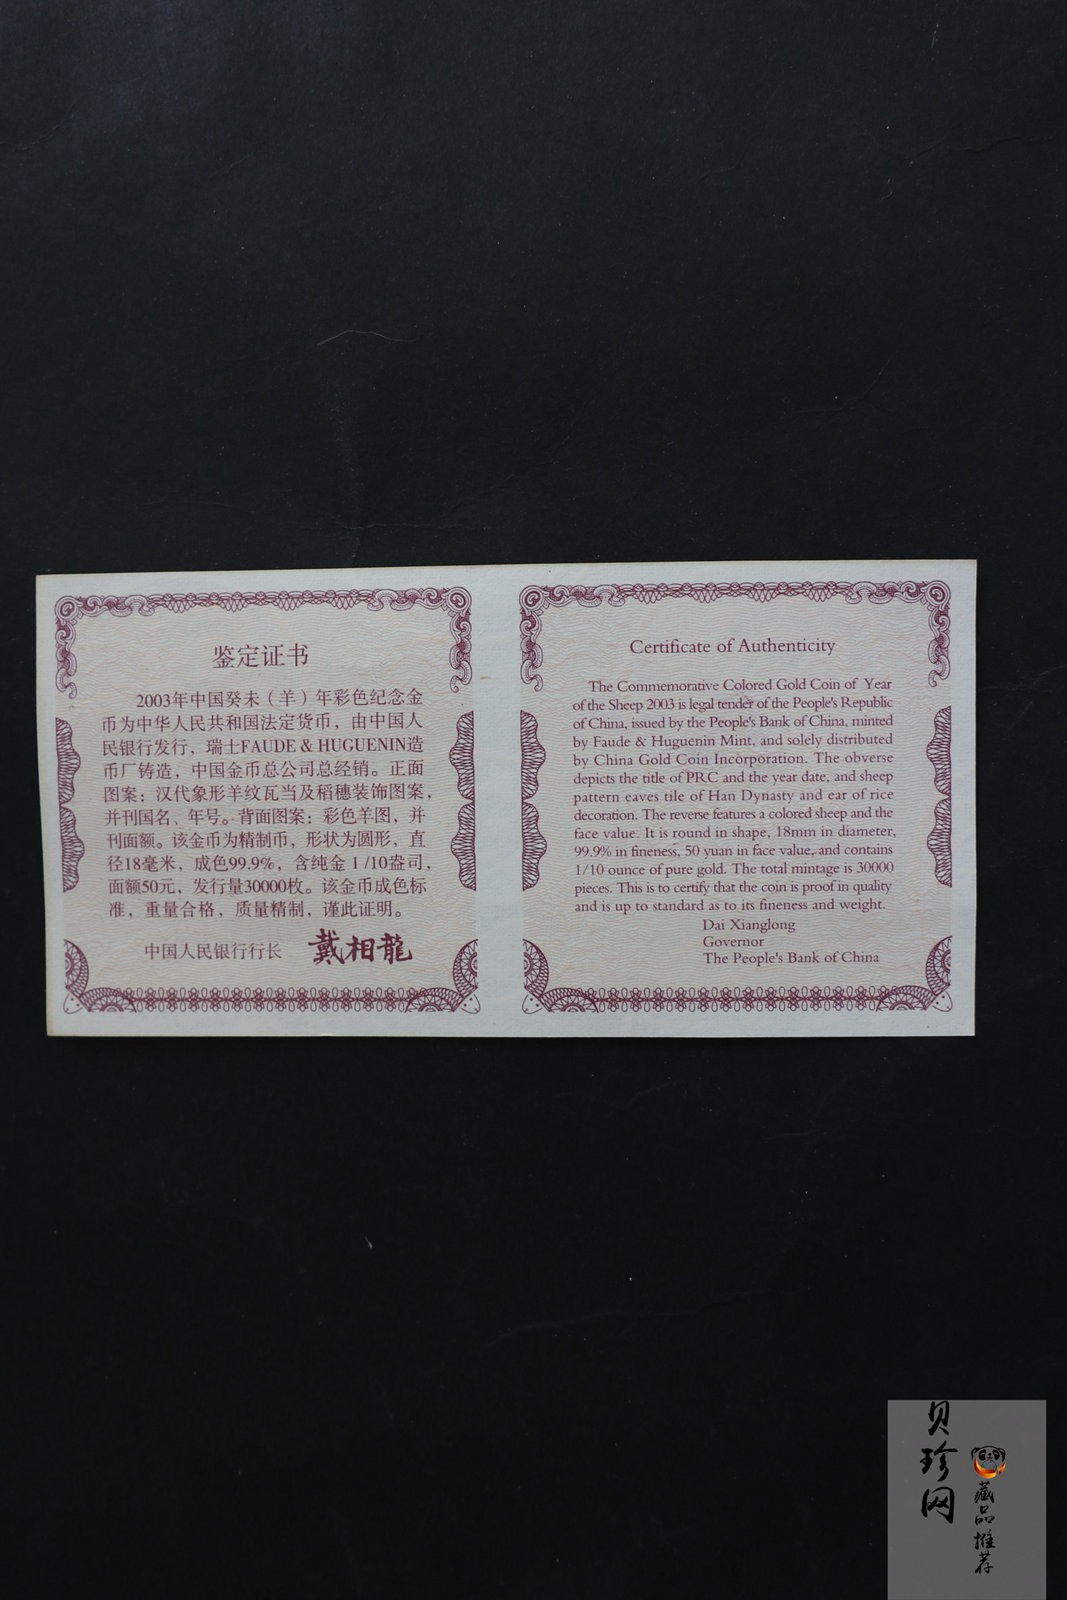 鉴定证书
2003年中国癸未（羊）年彩色纪念金
币为中华人民共和国法定货币，由中国人
民银行发行，瑞士FAUDE & HUGUENIN造
币厂铸造，中国金币总公司总经销。正面
图案：汉代象形羊纹瓦当及稻穗装饰图案，
并刊国名、年号。背面图案：彩色羊图，并
刊面额。该金币为精制币，形状为圆形，直
径18毫米，成色99.9%，含纯金1/10盎司，
面额50元，发行量30000枚。该金币成色标
准，重量合格，质量精制，谨此证明。
中国人民银行行长 戴相龍
Certificate of Authenticity
The Commemorative Colored Gold Coin of Year
of the Sheep 2003 is legal tender of the People's Republic
of China, issued by the People's Bank of China, minted
by Faude & Huguenin Mint, and solely distributed
by China Gold Coin Incorporation. The obverse
depicts the title of PRC and the year date, and sheep
pattern eaves tile of Han Dynasty and ear of rice
decoration. The reverse features a colored sheep and the
face value. It is round in shape, 18mm in diameter,
99.9% in fineness, 50 yuan in face value, and contains
1/10 ounce of pure gold. The total mintage is 30000
pieces. This is to certify that the coin is proof in quality
and is up to standard as to its fineness and weight.
Dai Xianglong
Governor
The People's Bank of China
贝珍网
藏品推荐